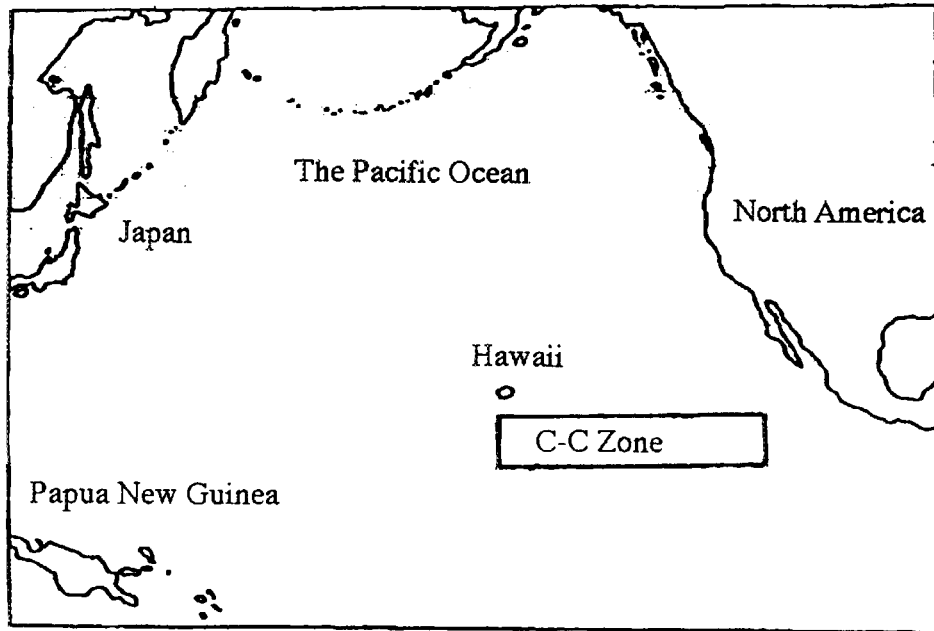 The Pacific Ocean
North America
Japan
Hawaii
C-C Zone
Papua New Guinea